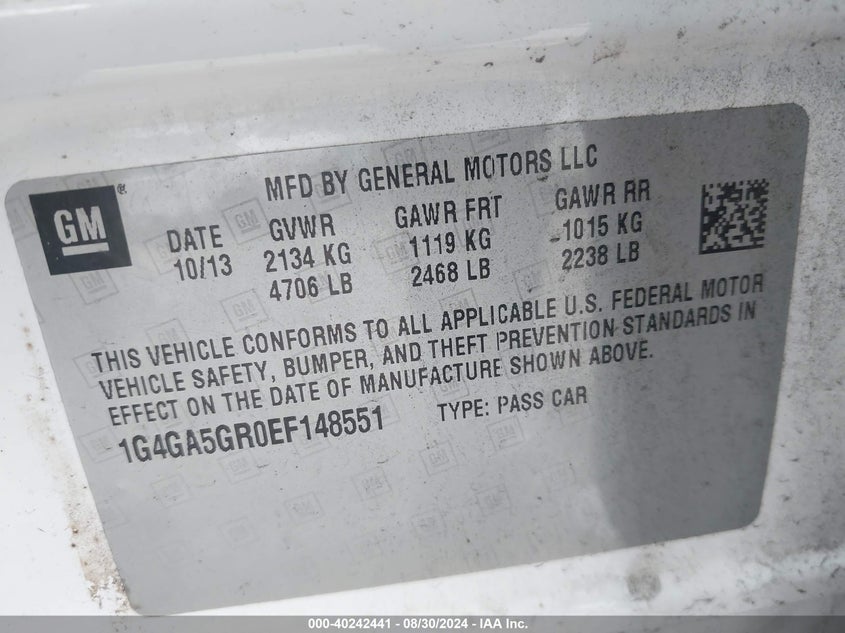 GM
MFD BY GENERAL MOTORS LLC
DATE GVWR GAWR FRT GAWR RR
10/13 2134 KG 1119 KG 1015 KG
4706 LB 2468 LB 2238 LB
THIS VEHICLE CONFORMS TO ALL APPLICABLE U.S. FEDERAL MOTOR
VEHICLE SAFETY, BUMPER, AND THEFT PREVENTION STANDARDS IN
EFFECT ON THE DATE OF MANUFACTURE SHOWN ABOVE.
1G4GA5GR0EF148551 TYPE: PASS CAR
000-40242441 - 08/30/2024 - IAA Inc.